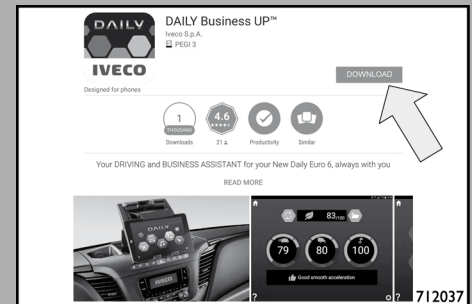 DAILY
IVECO
DAILY Business UP™
Iveco S.p.A.
PEGI 3
DOWNLOAD
Designed for phones
1
THOUSAND
4.6
Downloads
21
Productivity
Similar
Your DRIVING and BUSINESS ASSISTANT for your New Daily Euro 6, always with you
READ MORE
DAILY
IVECO
83/100
79
80
100
Good smooth acceleration
?
?
712037